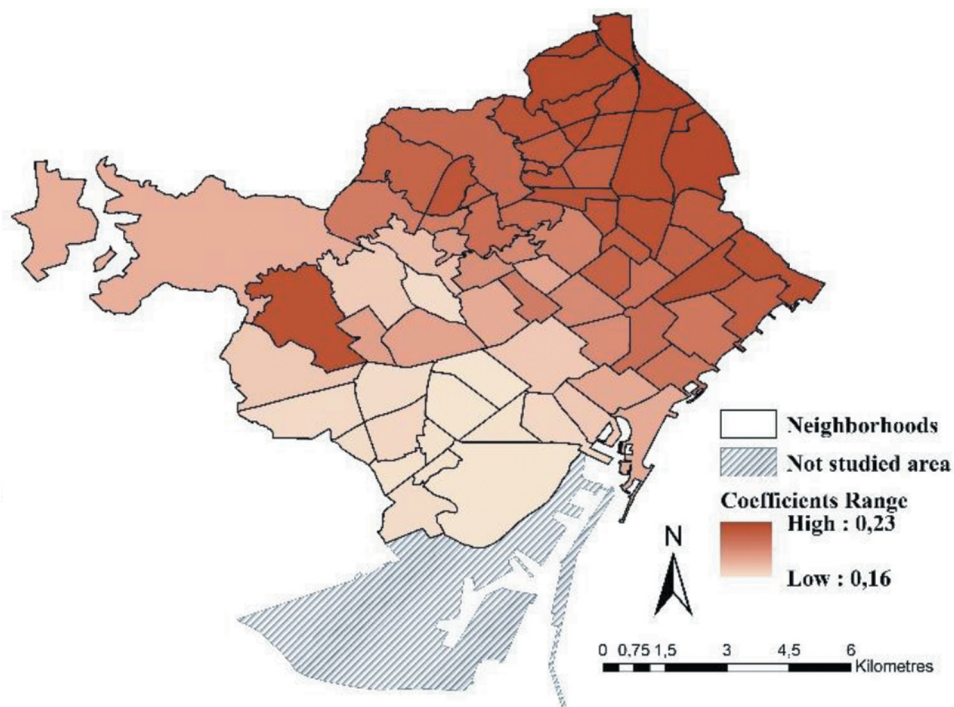 Neighborhoods
Not studied area
Coefficients Range
High : 0,23
Low : 0,16
N
0 0,75 1,5 3 4,5 6
Kilometres